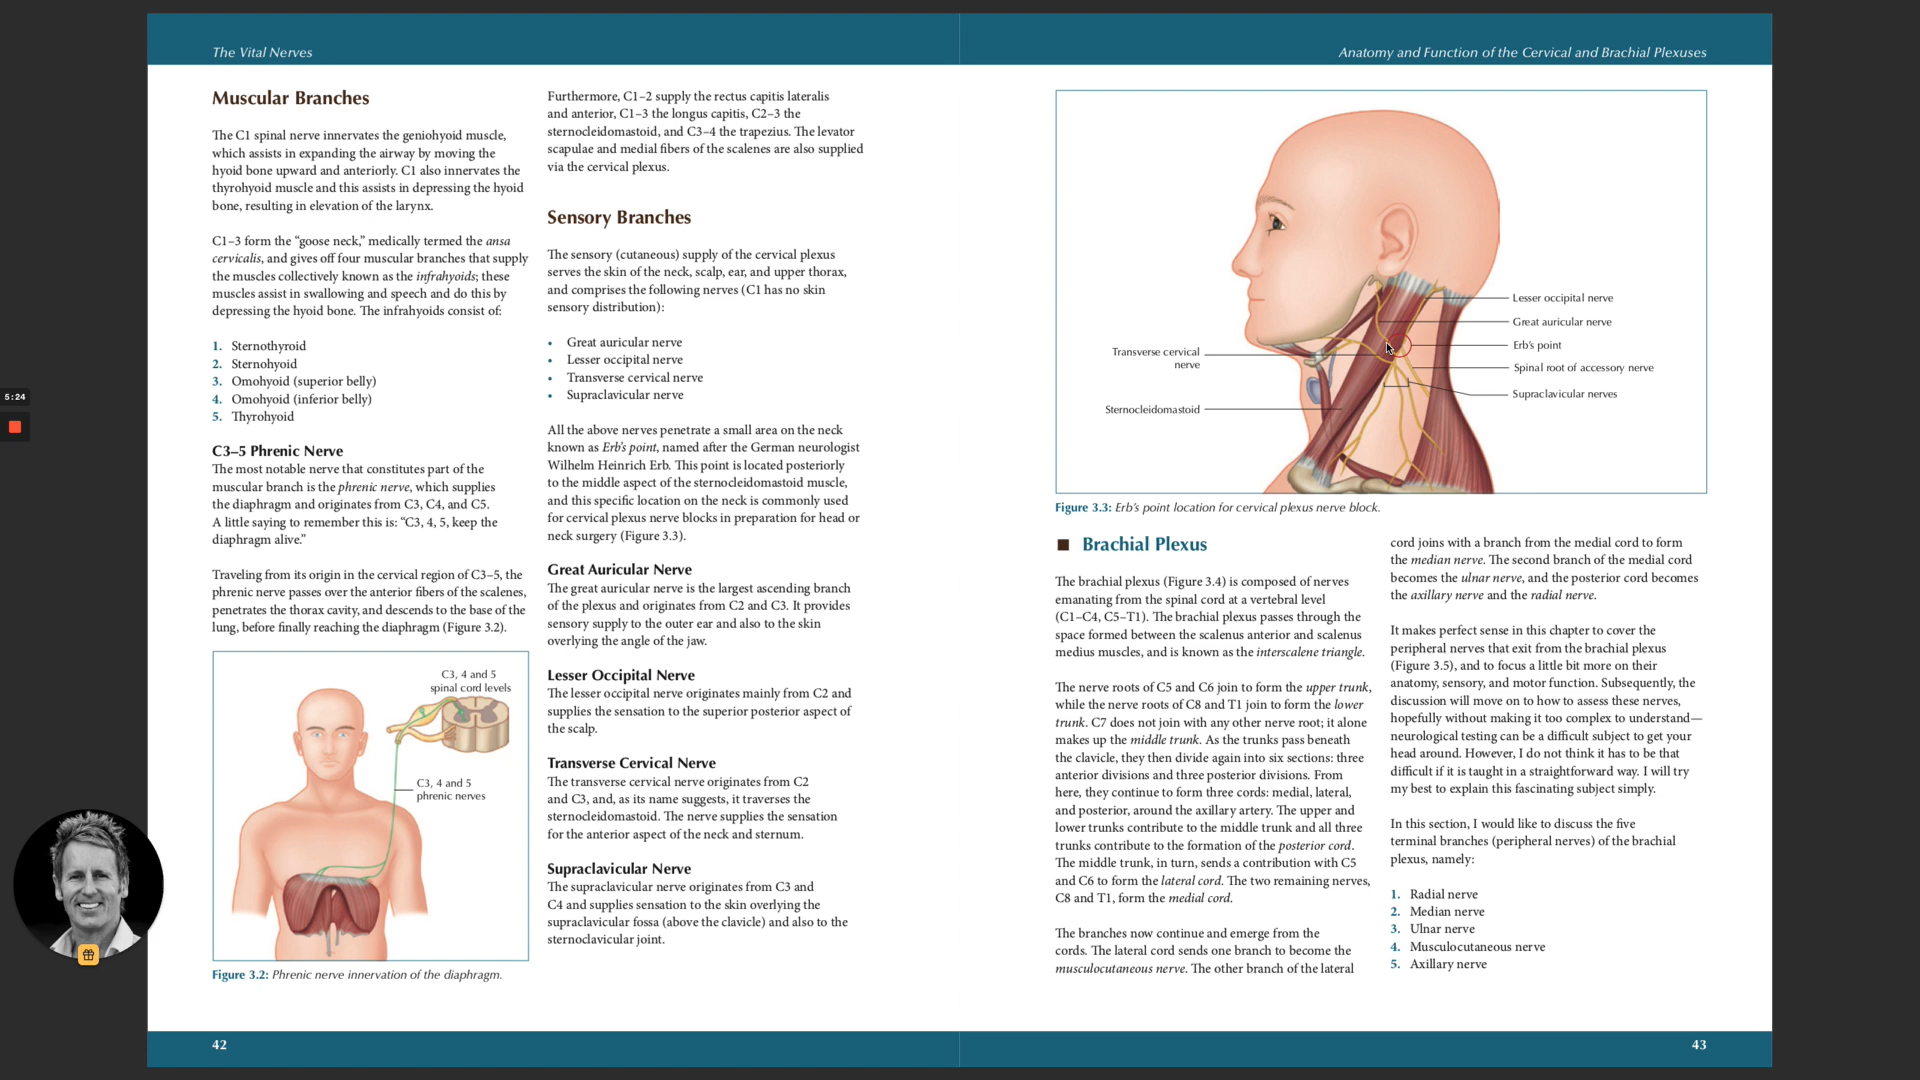 The Vital Nerves
Muscular Branches
The C1 spinal nerve innervates the geniohyoid muscle,
which assists in expanding the airway by moving the
hyoid bone upward and anteriorly. C1 also innervates the
thyrohyoid muscle and this assists in depressing the hyoid
bone, resulting in elevation of the larynx.
C1–3 form the “goose neck,” medically termed the ansa
cervicalis, and gives off four muscular branches that supply
the muscles collectively known as the infrahyoids; these
muscles assist in swallowing and speech and do this by
depressing the hyoid bone. The infrahyoids consist of:
1. Sternothyroid
2. Sternohyoid
3. Omohyoid (superior belly)
4. Omohyoid (inferior belly)
5. Thyrohyoid
C3–5 Phrenic Nerve
The most notable nerve that constitutes part of the
muscular branch is the phrenic nerve, which supplies
the diaphragm and originates from C3, C4, and C5.
A little saying to remember this is: “C3, 4, 5, keep the
diaphragm alive.”
Traveling from its origin in the cervical region of C3–5, the
phrenic nerve passes over the anterior fibers of the scalenes,
penetrates the thorax cavity, and descends to the base of the
lung, before finally reaching the diaphragm (Figure 3.2).
C3, 4 and 5
spinal cord levels
C3, 4 and 5
phrenic nerves
Figure 3.2: Phrenic nerve innervation of the diaphragm.
42
Furthermore, C1–2 supply the rectus capitis lateralis
and anterior, C1–3 the longus capitis, C2–3 the
sternocleidomastoid, and C3–4 the trapezius. The levator
scapulae and medial fibers of the scalenes are also supplied
via the cervical plexus.
Sensory Branches
The sensory (cutaneous) supply of the cervical plexus
serves the skin of the neck, scalp, ear, and upper thorax,
and comprises the following nerves (C1 has no skin
sensory distribution):
• Great auricular nerve
• Lesser occipital nerve
• Transverse cervical nerve
• Supraclavicular nerve
All the above nerves penetrate a small area on the neck
known as Erb’s point, named after the German neurologist
Wilhelm Heinrich Erb. This point is located posteriorly
to the middle aspect of the sternocleidomastoid muscle,
and this specific location on the neck is commonly used
for cervical plexus nerve blocks in preparation for head or
neck surgery (Figure 3.3).
Great Auricular Nerve
The great auricular nerve is the largest ascending branch
of the plexus and originates from C2 and C3. It provides
sensory supply to the outer ear and also to the skin
overlying the angle of the jaw.
Lesser Occipital Nerve
The lesser occipital nerve originates mainly from C2 and
supplies the sensation to the superior posterior aspect of
the scalp.
Transverse Cervical Nerve
The transverse cervical nerve originates from C2
and C3, and, as its name suggests, it traverses the
sternocleidomastoid. The nerve supplies the sensation
for the anterior aspect of the neck and sternum.
Supraclavicular Nerve
The supraclavicular nerve originates from C3 and
C4 and supplies sensation to the skin overlying the
supraclavicular fossa (above the clavicle) and also to the
sternoclavicular joint.
Anatomy and Function of the Cervical and Brachial Plexuses
Lesser occipital nerve
Great auricular nerve
Erb’s point
Spinal root of accessory nerve
Supraclavicular nerves
Transverse cervical
nerve
Sternocleidomastoid
Figure 3.3: Erb’s point location for cervical plexus nerve block.
■ Brachial Plexus
The brachial plexus (Figure 3.4) is composed of nerves
emanating from the spinal cord at a vertebral level
(C1–C4, C5–T1). The brachial plexus passes through the
space formed between the scalenus anterior and scalenus
medius muscles, and is known as the interscalene triangle.
The nerve roots of C5 and C6 join to form the upper trunk,
while the nerve roots of C8 and T1 join to form the lower
trunk. C7 does not join with any other nerve root; it alone
makes up the middle trunk. As the trunks pass beneath
the clavicle, they then divide again into six sections: three
anterior divisions and three posterior divisions. From
here, they continue to form three cords: medial, lateral,
and posterior, around the axillary artery. The upper and
lower trunks contribute to the middle trunk and all three
trunks contribute to the formation of the posterior cord.
The middle trunk, in turn, sends a contribution with C5
and C6 to form the lateral cord. The two remaining nerves,
C8 and T1, form the medial cord.
The branches now continue and emerge from the
cords. The lateral cord sends one branch to become the
musculocutaneous nerve. The other branch of the lateral
cord joins with a branch from the medial cord to form
the median nerve. The second branch of the medial cord
becomes the ulnar nerve, and the posterior cord becomes
the axillary nerve and the radial nerve.
It makes perfect sense in this chapter to cover the
peripheral nerves that exit from the brachial plexus
(Figure 3.5), and to focus a little bit more on their
anatomy, sensory, and motor function. Subsequently, the
discussion will move on to how to assess these nerves,
hopefully without making it too complex to understand—
neurological testing can be a difficult subject to get your
head around. However, I do not think it has to be that
difficult if it is taught in a straightforward way. I will try
my best to explain this fascinating subject simply.
In this section, I would like to discuss the five
terminal branches (peripheral nerves) of the brachial
plexus, namely:
1. Radial nerve
2. Median nerve
3. Ulnar nerve
4. Musculocutaneous nerve
5. Axillary nerve
43
5:24